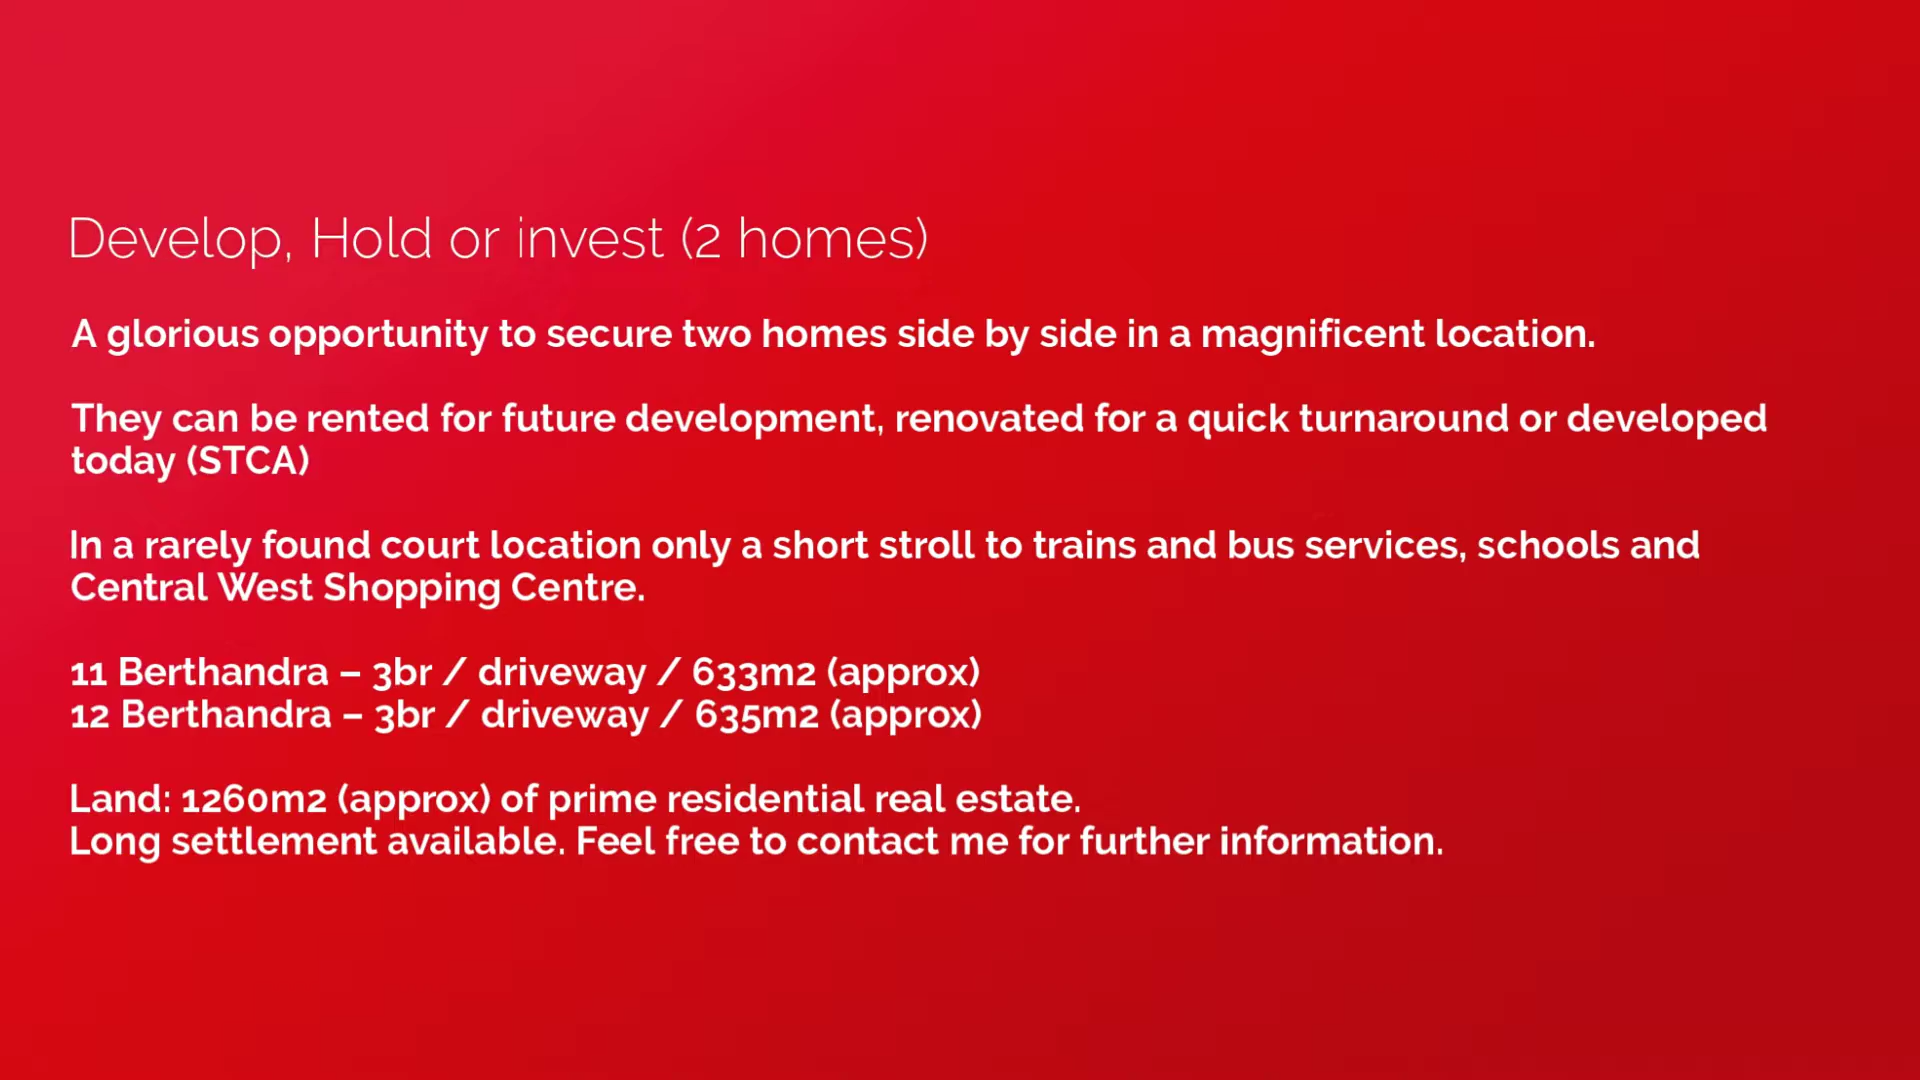 Develop, Hold or invest (2 homes)
A glorious opportunity to secure two homes side by side in a magnificent location.
They can be rented for future development, renovated for a quick turnaround or developed
today (STCA)
In a rarely found court location only a short stroll to trains and bus services, schools and
Central West Shopping Centre.
11 Berthandra – 3br / driveway / 633m2 (approx)
12 Berthandra – 3br / driveway / 635m2 (approx)
Land: 1260m2 (approx) of prime residential real estate.
Long settlement available. Feel free to contact me for further information.